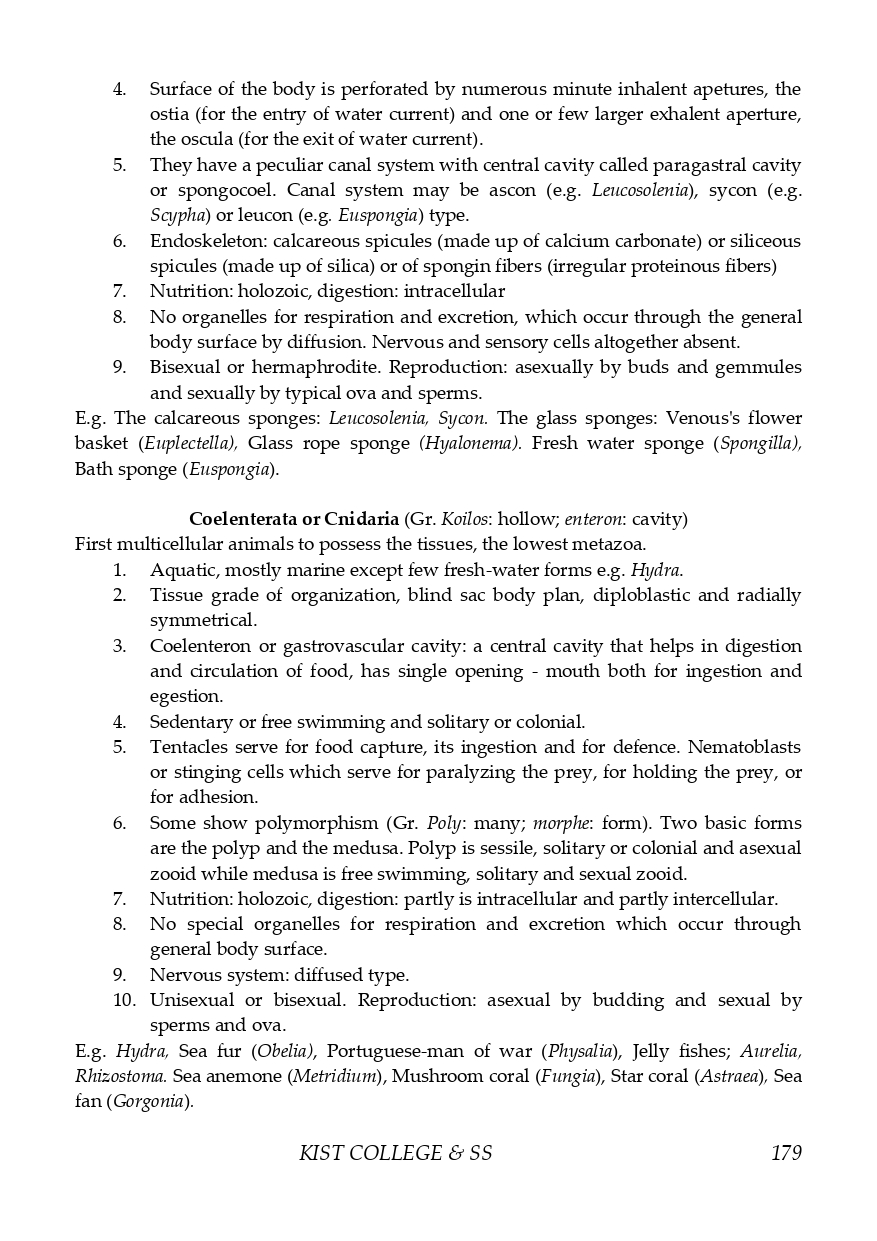 4. Surface of the body is perforated by numerous minute inhalent apetures, the
ostia (for the entry of water current) and one or few larger exhalent aperture,
the oscula (for the exit of water current).
5. They have a peculiar canal system with central cavity called paragastral cavity
or spongocoel. Canal system may be ascon (e.g. Leucosolenia), sycon (e.g.
Scypha) or leucon (e.g. Euspongia) type.
6. Endoskeleton: calcareous spicules (made up of calcium carbonate) or siliceous
spicules (made up of silica) or of spongin fibers (irregular proteinous fibers)
7. Nutrition: holozoic, digestion: intracellular
8. No organelles for respiration and excretion, which occur through the general
body surface by diffusion. Nervous and sensory cells altogether absent.
9. Bisexual or hermaphrodite. Reproduction: asexually by buds and gemmules
and sexually by typical ova and sperms.
E.g. The calcareous sponges: Leucosolenia, Sycon. The glass sponges: Venous's flower
basket (Euplectella), Glass rope sponge (Hyalonema). Fresh water sponge (Spongilla),
Bath sponge (Euspongia).
Coelenterata or Cnidaria (Gr. Koilos: hollow; enteron: cavity)
First multicellular animals to possess the tissues, the lowest metazoa.
1. Aquatic, mostly marine except few fresh-water forms e.g. Hydra.
2. Tissue grade of organization, blind sac body plan, diploblastic and radially
symmetrical.
3. Coelenteron or gastrovascular cavity: a central cavity that helps in digestion
and circulation of food, has single opening - mouth both for ingestion and
egestion.
4. Sedentary or free swimming and solitary or colonial.
5. Tentacles serve for food capture, its ingestion and for defence. Nematoblasts
or stinging cells which serve for paralyzing the prey, for holding the prey, or
for adhesion.
6. Some show polymorphism (Gr. Poly: many; morphe: form). Two basic forms
are the polyp and the medusa. Polyp is sessile, solitary or colonial and asexual
zooid while medusa is free swimming, solitary and sexual zooid.
7. Nutrition: holozoic, digestion: partly is intracellular and partly intercellular.
8. No special organelles for respiration and excretion which occur through
general body surface.
9. Nervous system: diffused type.
10. Unisexual or bisexual. Reproduction: asexual by budding and sexual by
sperms and ova.
E.g. Hydra, Sea fur (Obelia), Portuguese-man of war (Physalia), Jelly fishes; Aurelia,
Rhizostoma. Sea anemone (Metridium), Mushroom coral (Fungia), Star coral (Astraea), Sea
fan (Gorgonia).
KIST COLLEGE & SS 179